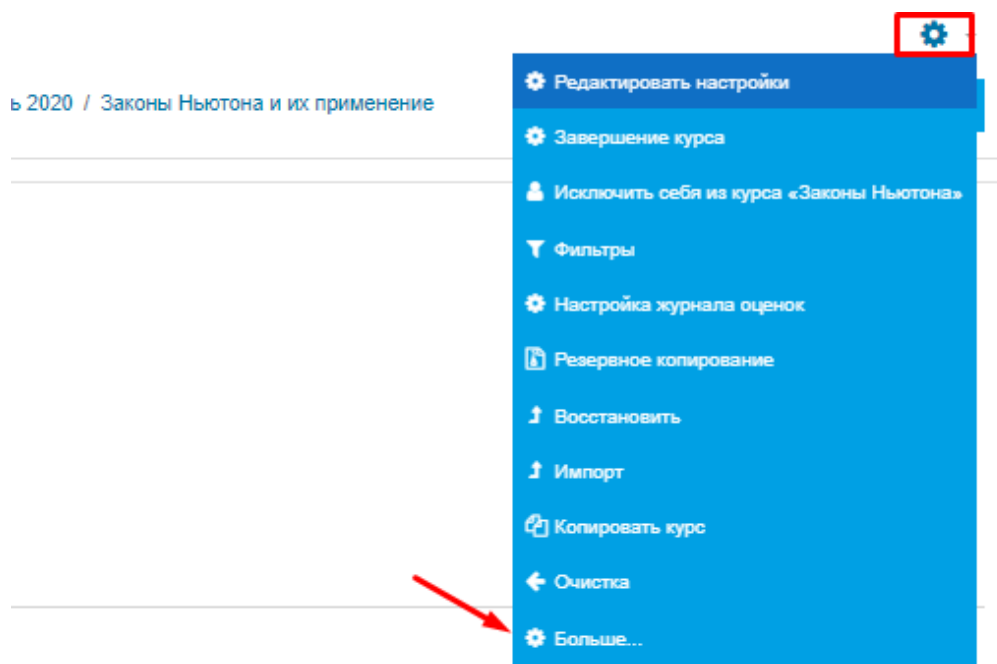 Редактировать настройки
ь 2020 / Законы Ньютона и их применение
Завершение курса
Исключить себя из курса «Законы Ньютона»
Фильтры
Настройка журнала оценок
Резервное копирование
Восстановить
Импорт
Копировать курс
Очистка
Больше...